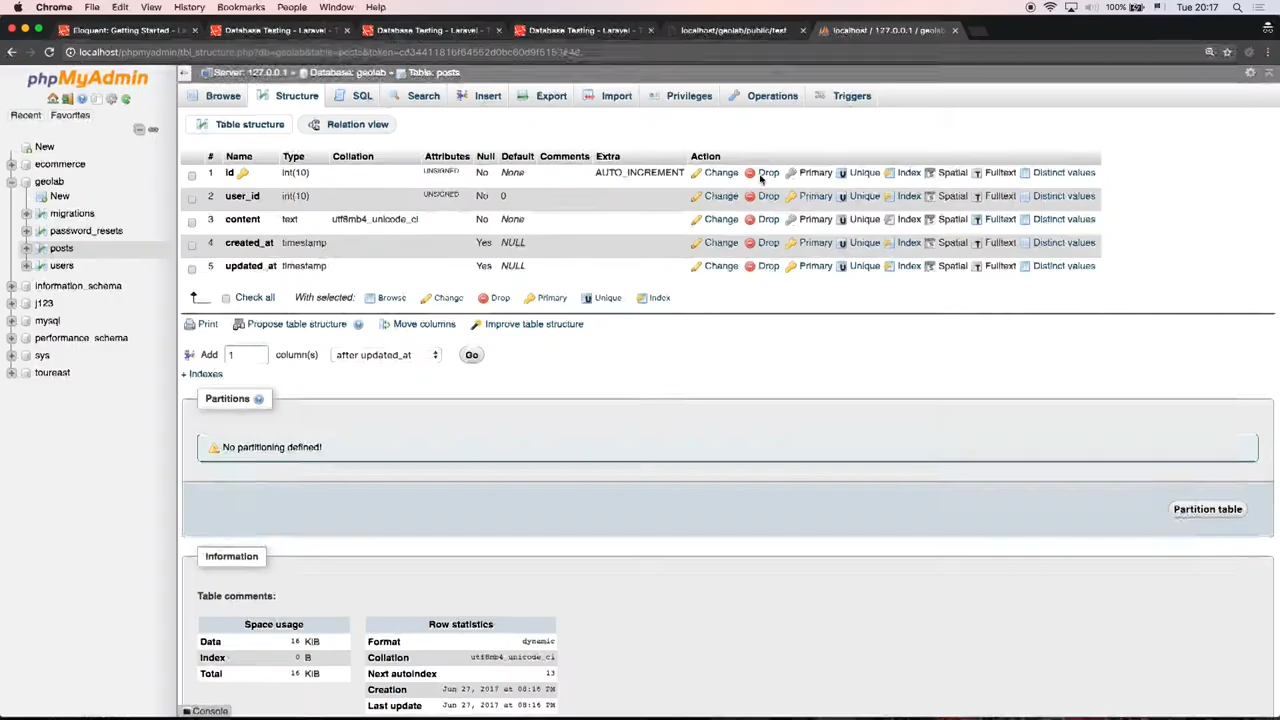 Chrome File Edit View History Bookmarks People Window Help 100% Tue 20:17
Eloquent: Getting Started - L Database Testing - Laravel - Database Testing - Laravel - Database Testing - Laravel - localhost/geolab/public/test localhost / 127.0.0.1 / geolab
phpMyAdmin
Recent Favorites
New
ecommerce
geolab
New
migrations
password_resets
posts
users
information_schema
j123
mysql
performance_schema
sys
toureast
Server: 127.0.0.1 » Database: geolab » Table: posts
Browse Structure SQL Search Insert Export Import Privileges Operations Triggers
Table structure Relation view
# Name Type Collation Attributes Null Default Comments Extra Action
1 id int(10) UNSIGNED No None AUTO_INCREMENT Change Drop Primary Unique Index Spatial Fulltext Distinct values
2 user_id int(10) UNSIGNED No 0 Change Drop Primary Unique Index Spatial Fulltext Distinct values
3 content text utf8mb4_unicode_ci No None Change Drop Primary Unique Index Spatial Fulltext Distinct values
4 created_at timestamp Yes NULL Change Drop Primary Unique Index Spatial Fulltext Distinct values
5 updated_at timestamp Yes NULL Change Drop Primary Unique Index Spatial Fulltext Distinct values
Check all With selected: Browse Change Drop Primary Unique Index
Print Propose table structure Move columns Improve table structure
Add 1 column(s) after updated_at Go
+ Indexes
Partitions
No partitioning defined!
Partition table
Information
Table comments:
Space usage
Data 16 KiB
Index 0 B
Total 16 KiB
Row statistics
Format dynamic
Collation utf8mb4_unicode_ci
Next autoindex 13
Creation Jun 27, 2017 at 08:16 PM
Last update Jun 27, 2017 at 08:16 PM
Console